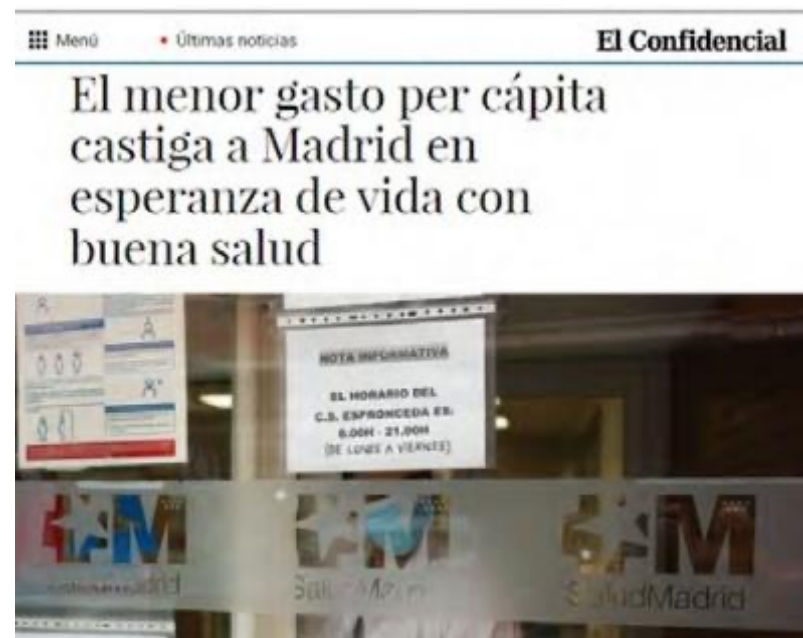 Menú
• Últimas noticias
El Confidencial
El menor gasto per cápita
castiga a Madrid en
esperanza de vida con
buena salud
NOTA INFORMATIVA
EL HORARIO DEL
C.S. ESPRONCEDA ES:
8.00H - 21.00H
(DE LUNES A VIERNES)
M
M
M
SaludMadrid